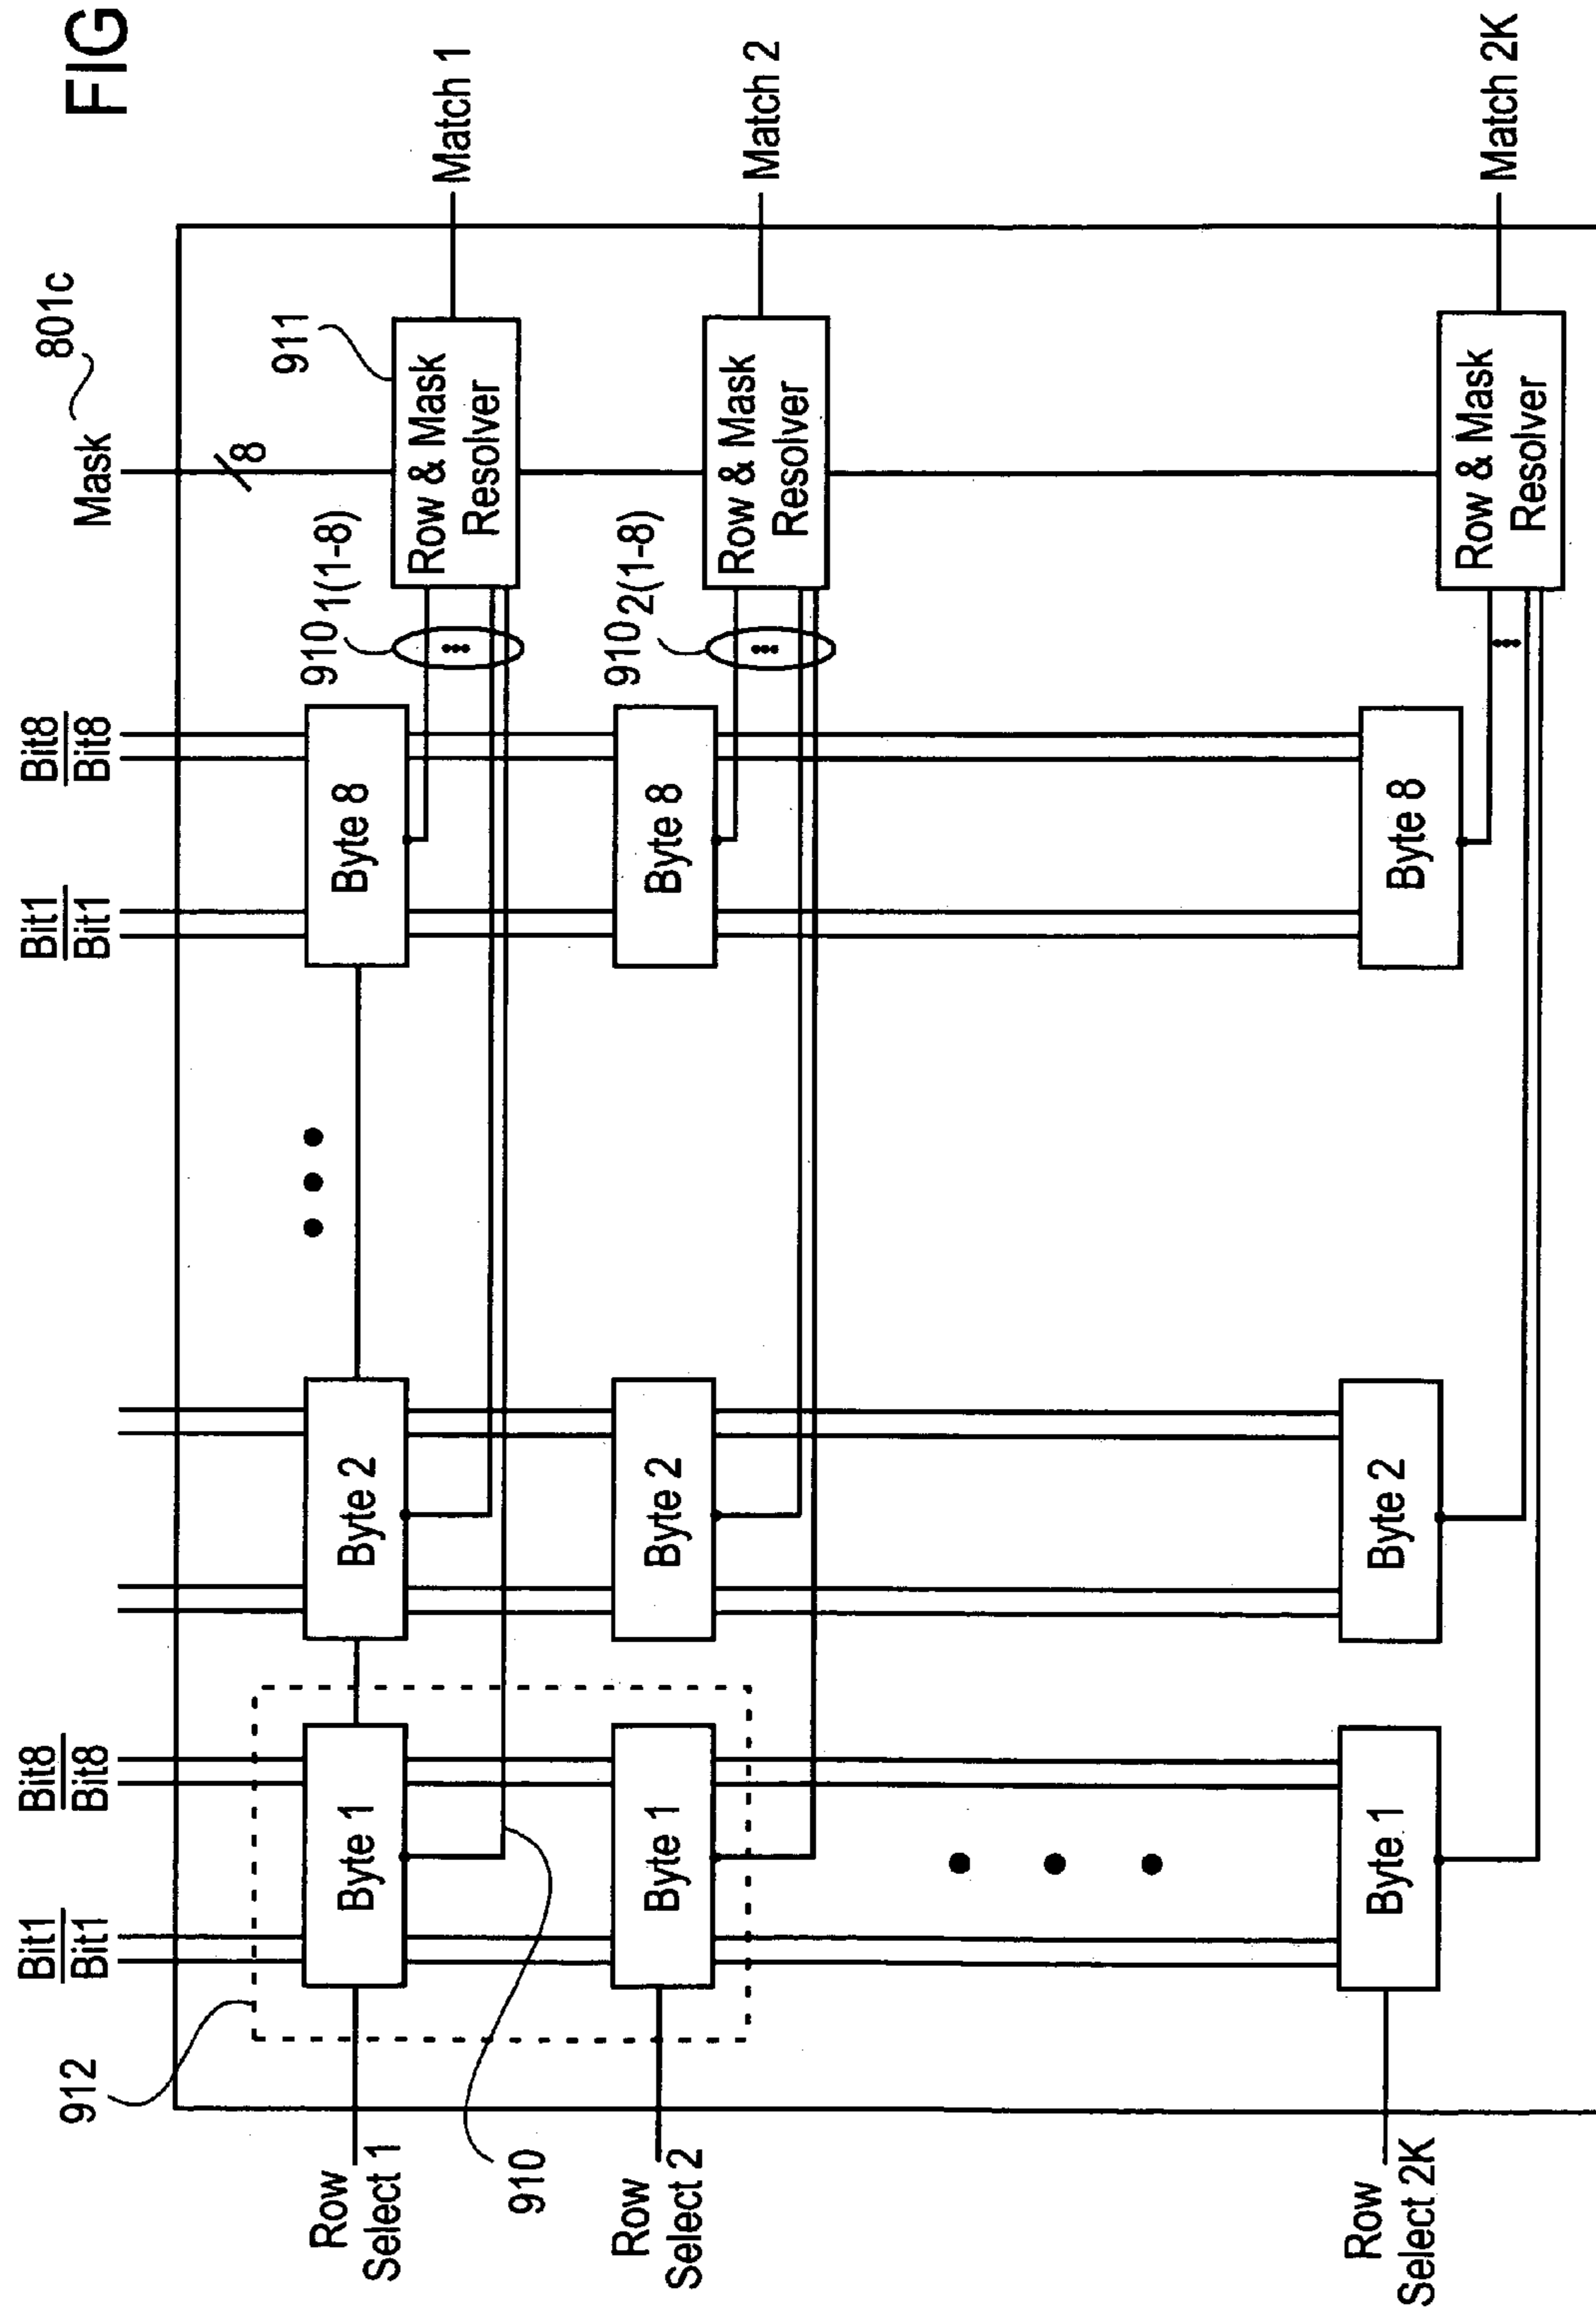 FIG
801c
Mask
8
Bit1
Bit1
Bit8
Bit8
Bit1
Bit1
Bit8
Bit8
912
Row
Select 1
Byte 1
Byte 2
Byte 8
910 1(1-8)
911
Row & Mask
Resolver
Match 1
910
Row
Select 2
Byte 1
Byte 2
Byte 8
910 2(1-8)
Row & Mask
Resolver
Match 2
Row
Select 2K
Byte 1
Byte 2
Byte 8
Row & Mask
Resolver
Match 2K